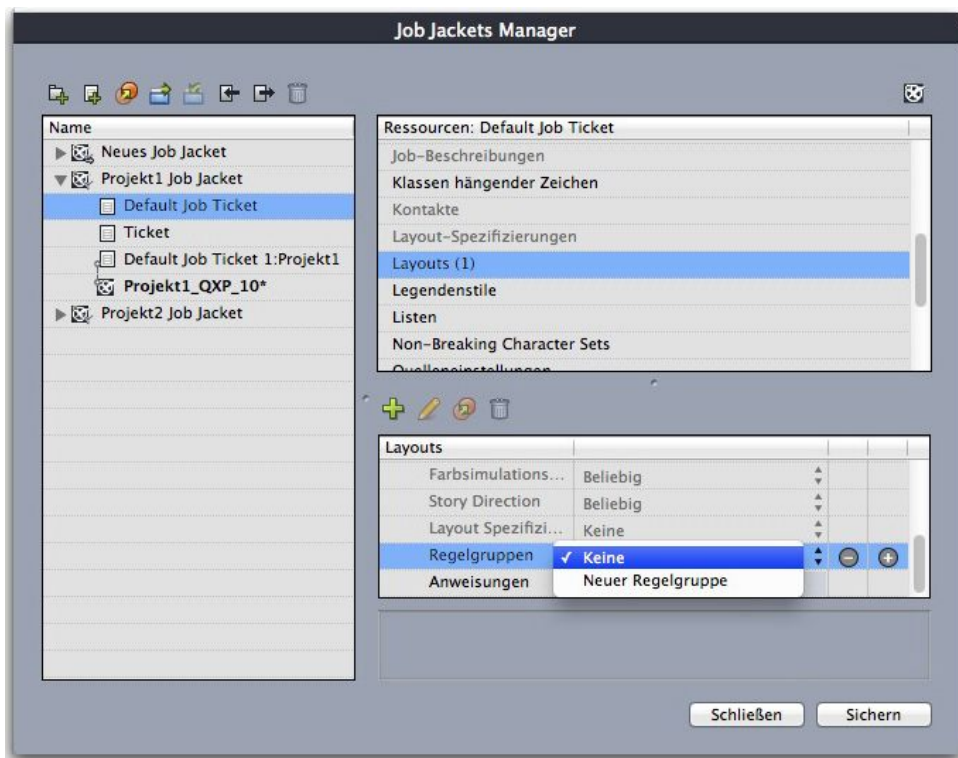 Job Jackets Manager
Name
Neues Job Jacket
Projekt1 Job Jacket
Default Job Ticket
Ticket
Default Job Ticket 1:Projekt1
Projekt1_QXP_10*
Projekt2 Job Jacket
Ressourcen: Default Job Ticket
Job-Beschreibungen
Klassen hängender Zeichen
Kontakte
Layout-Spezifizierungen
Layouts (1)
Legendenstile
Listen
Non-Breaking Character Sets
Quelleneinstellungen
Layouts
Farbsimulations... Beliebig
Story Direction Beliebig
Layout Spezifizi... Keine
Regelgruppen ✓ Keine
Neuer Regelgruppe
Anweisungen
Schließen Sichern